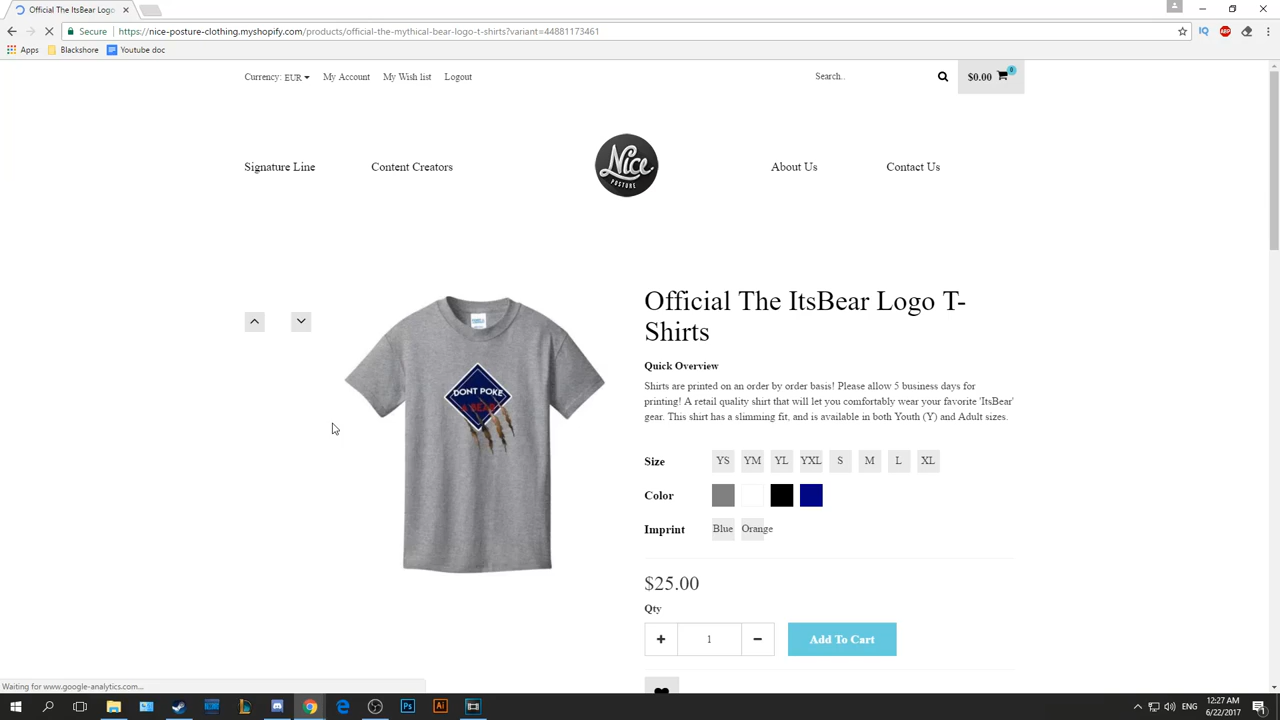 Official The ItsBear Logo
Secure
https://nice-posture-clothing.myshopify.com/products/official-the-mythical-bear-logo-t-shirts?variant=44881173461
Apps Blackshore Youtube doc
Currency: EUR My Account My Wish list Logout Search.. $0.00 0
Signature Line Content Creators Nice POSTURE About Us Contact Us
Official The ItsBear Logo T-
Shirts
Quick Overview
Shirts are printed on an order by order basis! Please allow 5 business days for
printing! A retail quality shirt that will let you comfortably wear your favorite 'ItsBear'
gear. This shirt has a slimming fit, and is available in both Youth (Y) and Adult sizes.
DONT POKE
Size YS YM YL YXL S M L XL
Color
Imprint Blue Orange
$25.00
Qty
+ 1 − Add To Cart
Waiting for www.google-analytics.com...
ENG 12:27 AM
6/22/2017